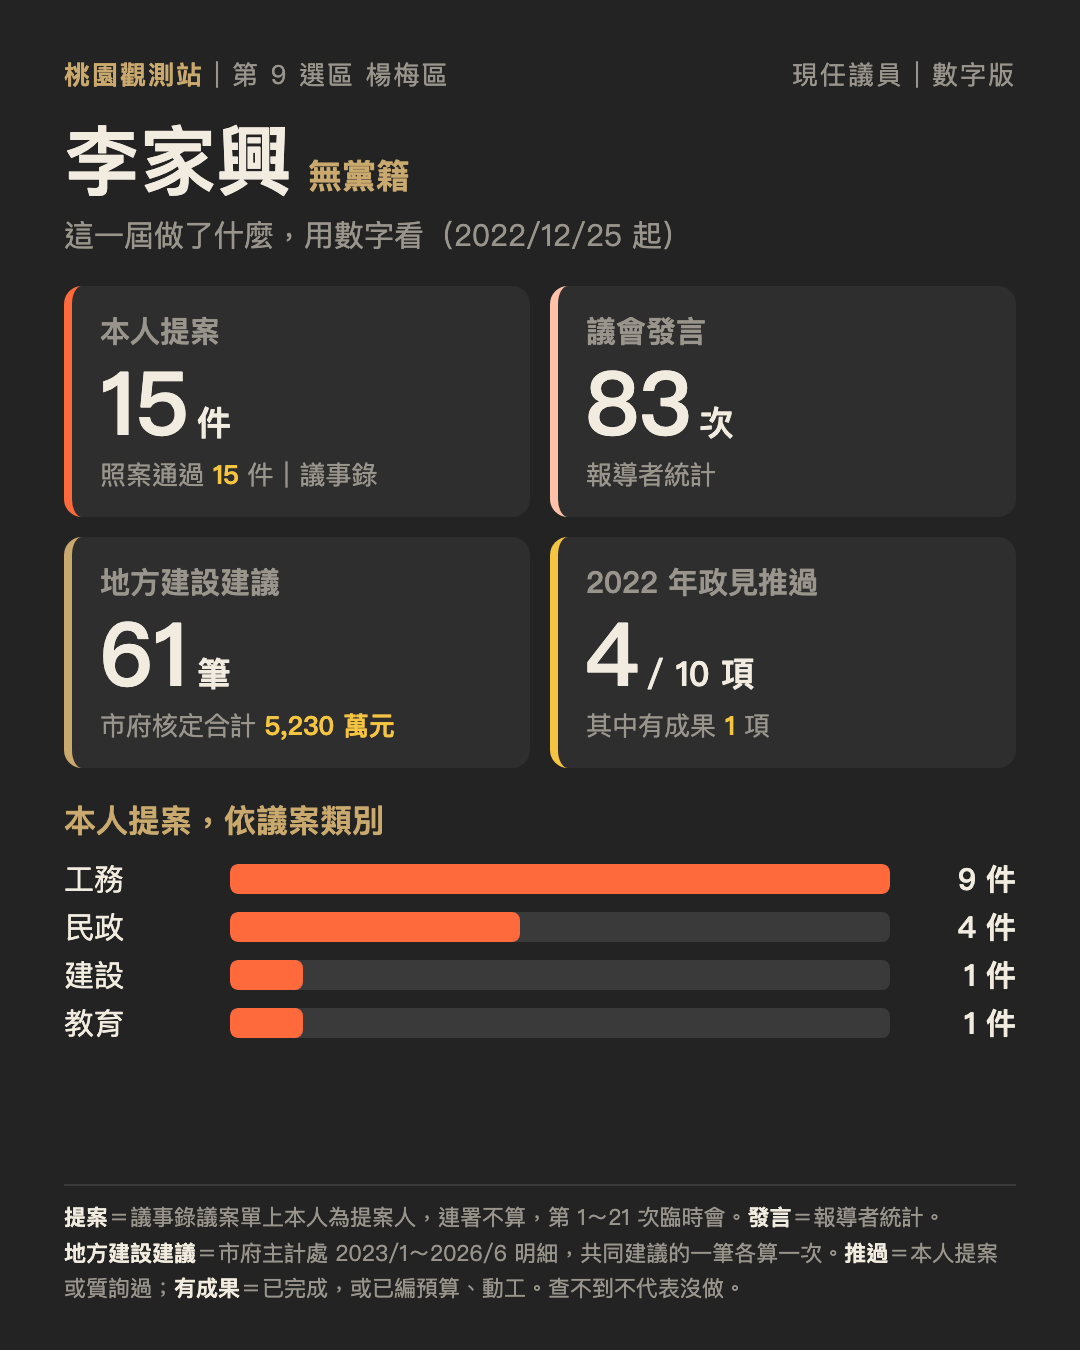 桃園觀測站｜第 9 選區 楊梅區
現任議員｜數字版
李家興 無黨籍
這一屆做了什麼，用數字看（2022/12/25 起）
本人提案
15 件
照案通過 15 件｜議事錄
議會發言
83 次
報導者統計
地方建設建議
61 筆
市府核定合計 5,230 萬元
2022 年政見推過
4 / 10 項
其中有成果 1 項
本人提案，依議案類別
工務 9 件
民政 4 件
建設 1 件
教育 1 件
提案＝議事錄議案單上本人為提案人，連署不算，第 1～21 次臨時會。發言＝報導者統計。
地方建設建議＝市府主計處 2023/1～2026/6 明細，共同建議的一筆各算一次。推過＝本人提案
或質詢過；有成果＝已完成，或已編預算、動工。查不到不代表沒做。